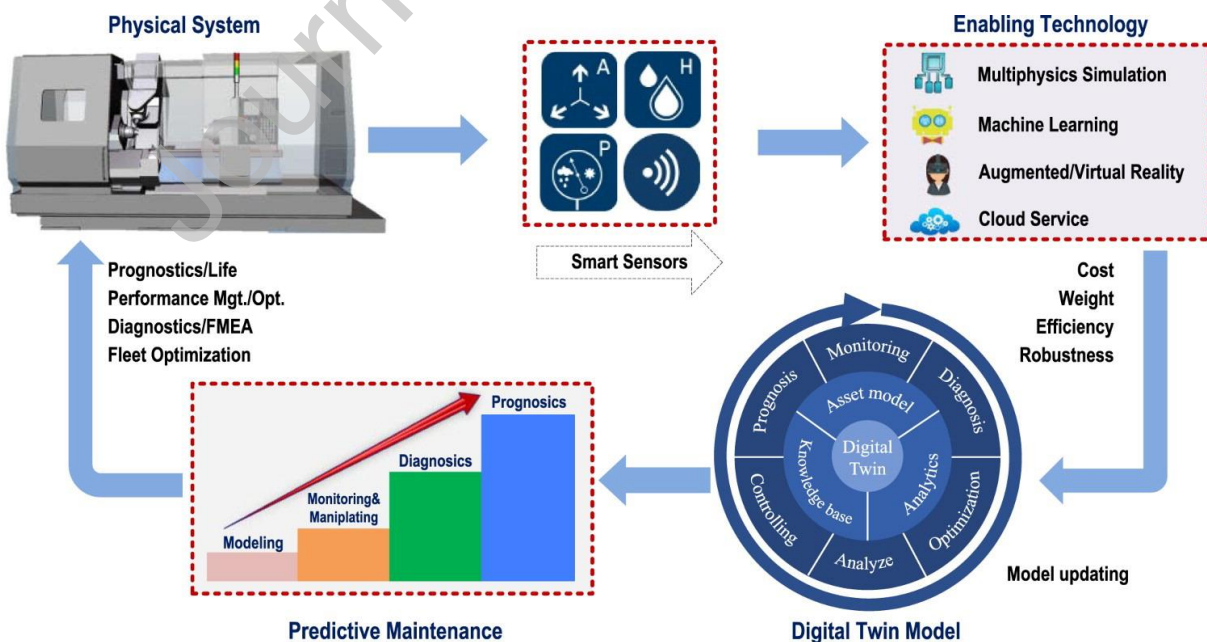 Physical System
Enabling Technology
A
H
P
Multiphysics Simulation
Machine Learning
Augmented/Virtual Reality
Cloud Service
Smart Sensors
Journ
Prognostics/Life
Performance Mgt./Opt.
Diagnostics/FMEA
Fleet Optimization
Cost
Weight
Efficiency
Robustness
Monitoring
Diagnosis
Optimization
Analyze
Controlling
Prognosis
Asset model
Analytics
Knowledge base
Digital
Twin
Model updating
Prognosics
Diagnosics
Monitoring&
Maniplating
Modeling
Predictive Maintenance
Digital Twin Model